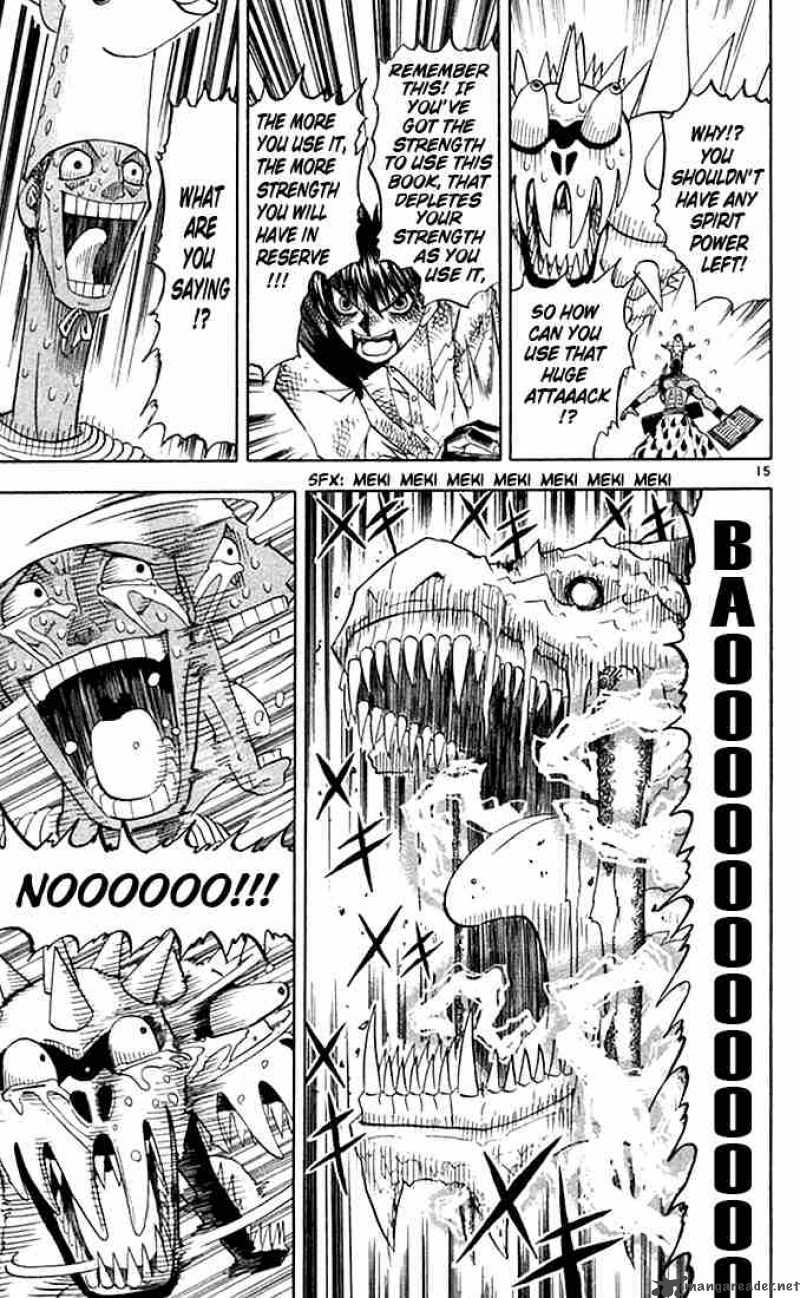 WHY!?
YOU
SHOULDN'T
HAVE ANY
SPIRIT
POWER
LEFT!
SO HOW
CAN YOU
USE THAT
HUGE
ATTAAACK
!?
REMEMBER
THIS! IF
YOU'VE
GOT THE
STRENGTH
TO USE THIS
BOOK, THAT
DEPLETES
YOUR
STRENGTH
AS YOU
USE IT,
THE MORE
YOU USE IT,
THE MORE
STRENGTH
YOU WILL
HAVE IN
RESERVE
!!!
WHAT
ARE
YOU
SAYING
!?
15
SFX: MEKI MEKI MEKI MEKI MEKI MEKI MEKI
BAOOOOOOOOOOO
NOOOOOO!!!
mangareader.net